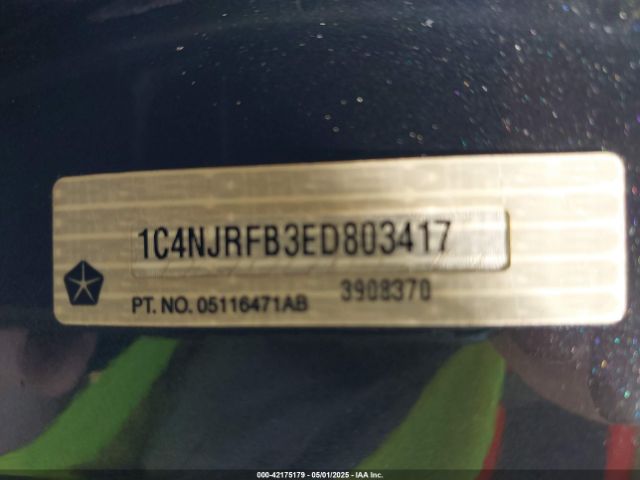 1C4NJRFB3ED803417
PT. NO. 05116471AB 3908370
000-42175179 - 05/01/2025 - IAA Inc.